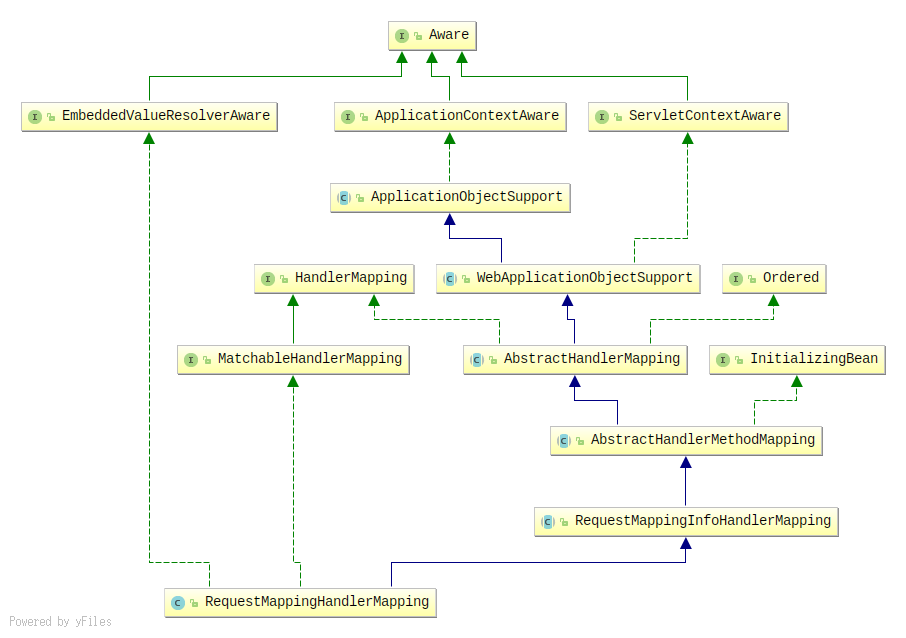 Aware
EmbeddedValueResolverAware
ApplicationContextAware
ServletContextAware
ApplicationObjectSupport
HandlerMapping
WebApplicationObjectSupport
Ordered
MatchableHandlerMapping
AbstractHandlerMapping
InitializingBean
AbstractHandlerMethodMapping
RequestMappingInfoHandlerMapping
RequestMappingHandlerMapping
Powered by yFiles